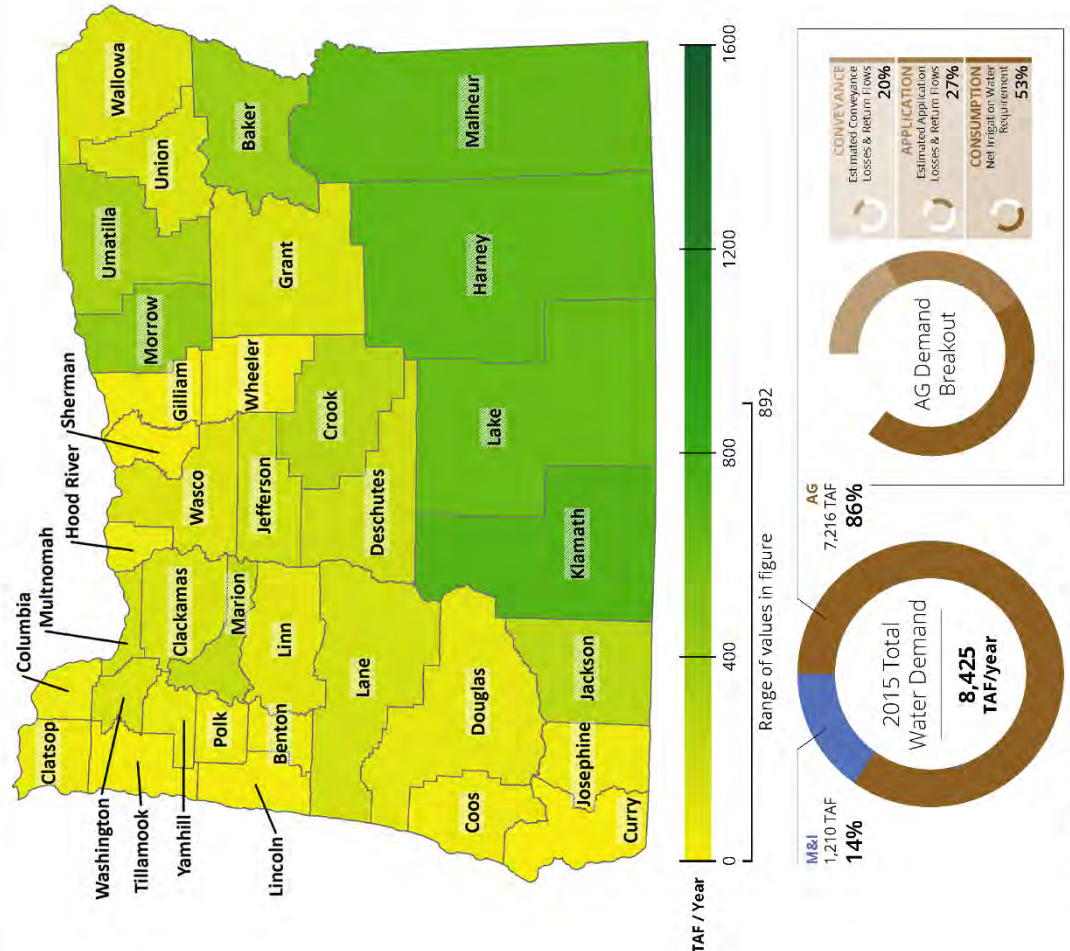 Columbia
Multnomah
Hood River
Sherman
Clatsop
Washington
Tillamook
Yamhill
Lincoln
Clackamas
Marion
Polk
Linn
Benton
Lane
Wasco
Jefferson
Deschutes
Gilliam
Wheeler
Crook
Morrow
Umatilla
Union
Wallowa
Grant
Baker
Coos
Douglas
Josephine
Curry
Jackson
Klamath
Lake
Harney
Malheur
TAF / Year
0
400
800
1200
1600
Range of values in figure
892
M&I
1,210 TAF
14%
2015 Total
Water Demand
8,425
TAF/year
AG
7,216 TAF
86%
AG Demand
Breakout
CONVEYANCE
Estimated Conveyance
Losses & Return Flows
20%
APPLICATION
Estimated Application
Losses & Return Flows
27%
CONSUMPTION
Net Irrigation Water
Requirement
53%